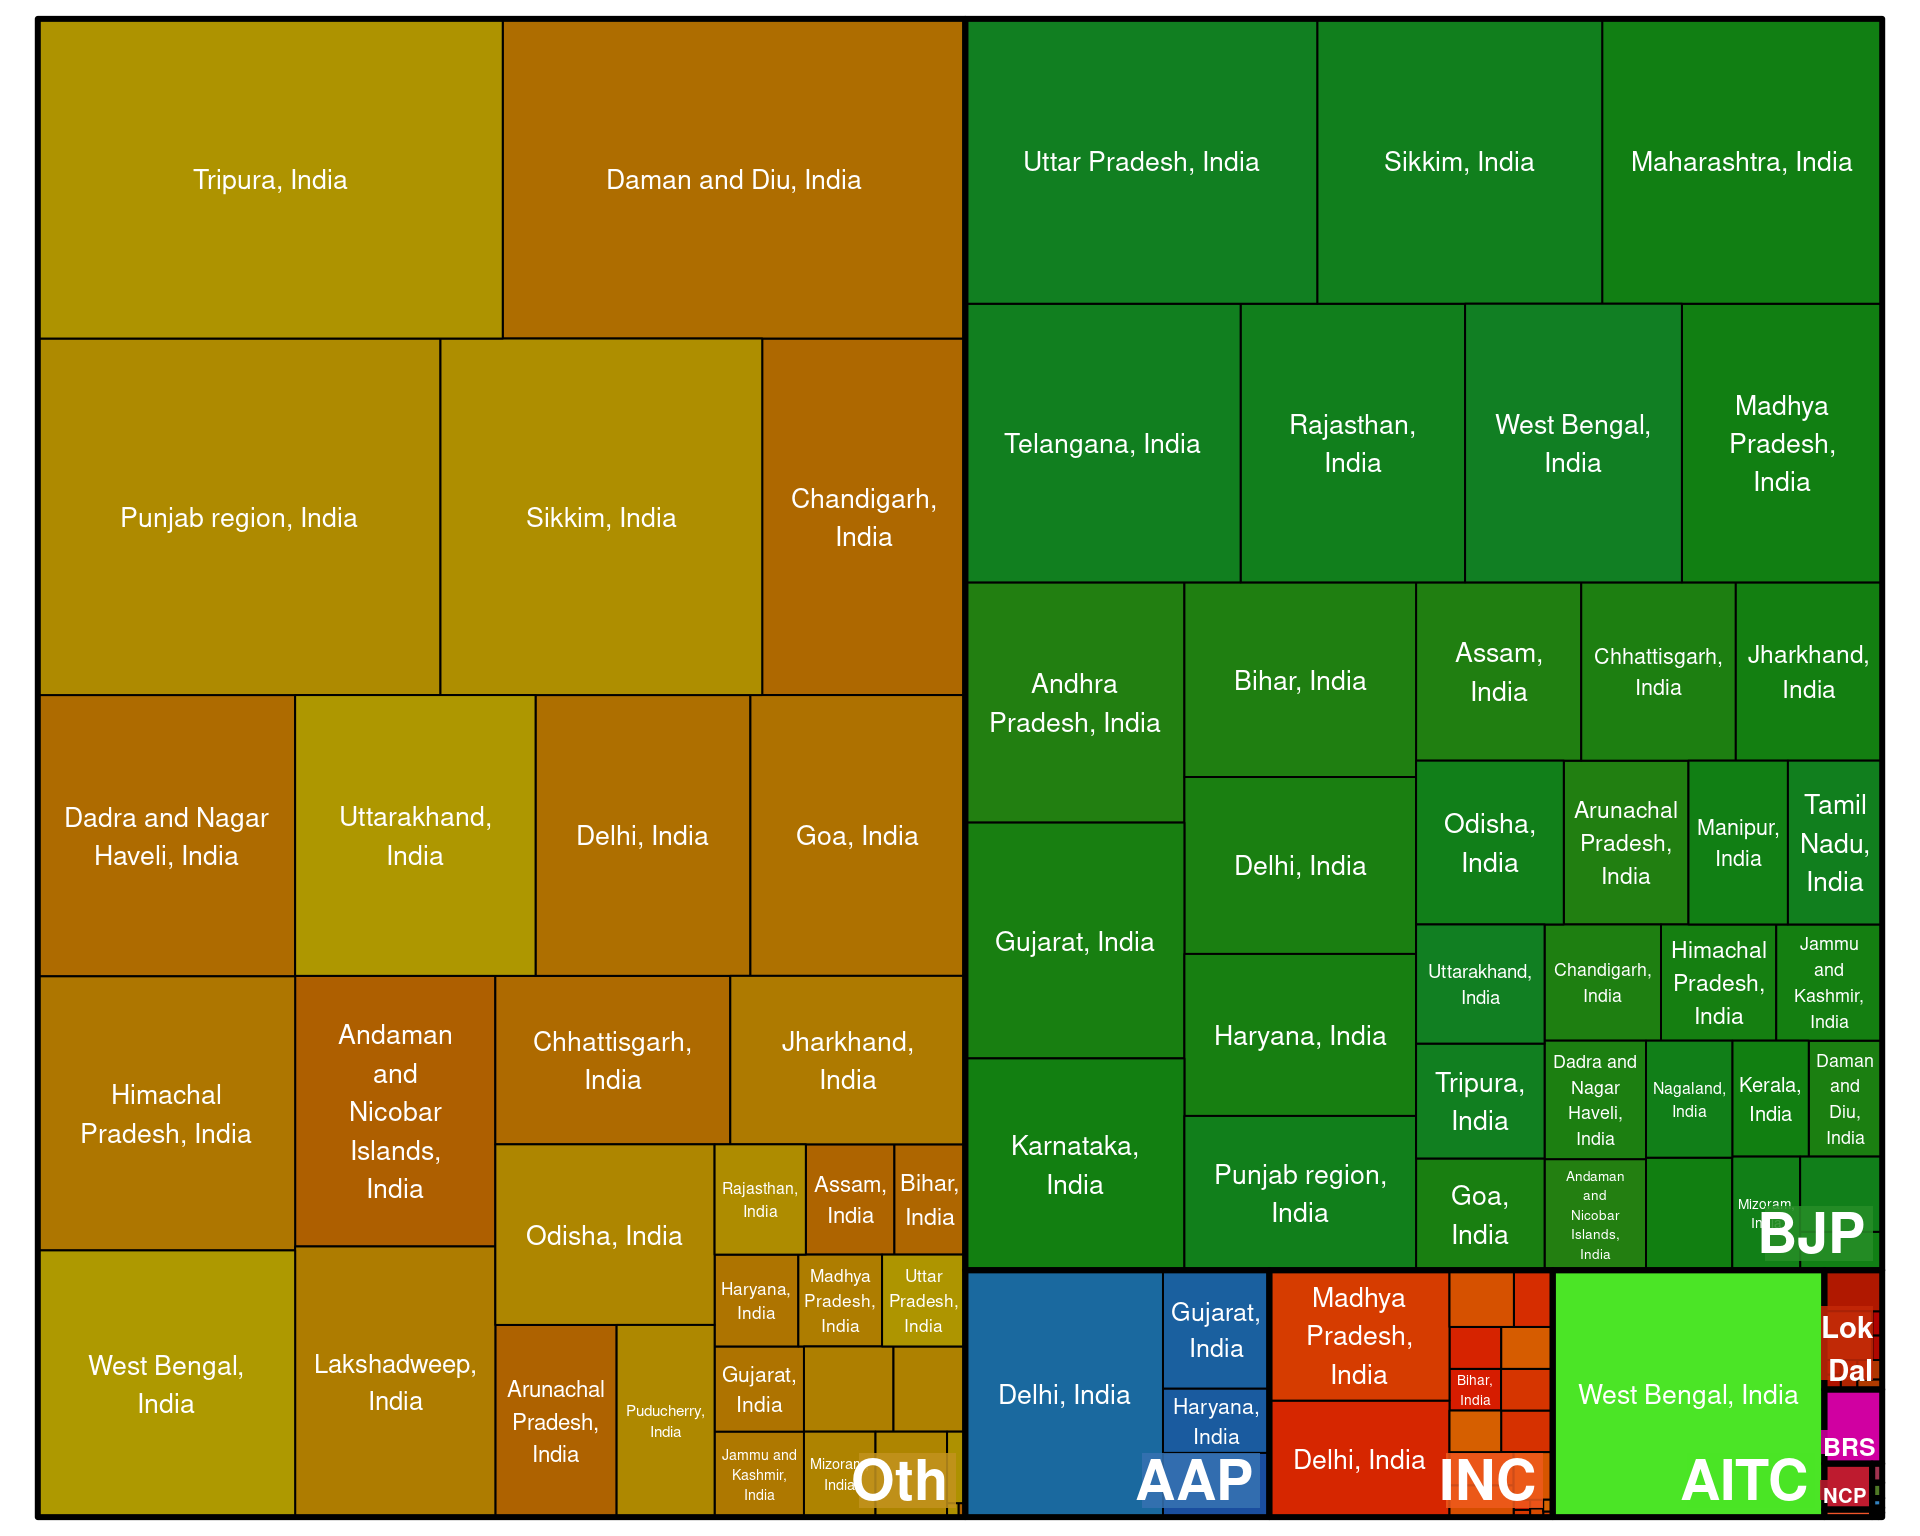 Tripura, India
Daman and Diu, India
Punjab region, India
Sikkim, India
Chandigarh,
India
Dadra and Nagar
Haveli, India
Uttarakhand,
India
Delhi, India
Goa, India
Himachal
Pradesh, India
Andaman
and
Nicobar
Islands,
India
Chhattisgarh,
India
Jharkhand,
India
Odisha, India
Rajasthan,
India
Assam,
India
Bihar,
India
Haryana,
India
Madhya
Pradesh,
India
Uttar
Pradesh,
India
West Bengal,
India
Lakshadweep,
India
Arunachal
Pradesh,
India
Puducherry,
India
Gujarat,
India
Jammu and
Kashmir,
India
Mizoram,
India
Oth
Uttar Pradesh, India
Sikkim, India
Maharashtra, India
Telangana, India
Rajasthan,
India
West Bengal,
India
Madhya
Pradesh,
India
Andhra
Pradesh, India
Bihar, India
Assam,
India
Chhattisgarh,
India
Jharkhand,
India
Gujarat, India
Delhi, India
Odisha,
India
Arunachal
Pradesh,
India
Manipur,
India
Tamil
Nadu,
India
Haryana, India
Uttarakhand,
India
Chandigarh,
India
Himachal
Pradesh,
India
Jammu
and
Kashmir,
India
Karnataka,
India
Punjab region,
India
Tripura,
India
Dadra and
Nagar
Haveli,
India
Nagaland,
India
Kerala,
India
Daman
and
Diu,
India
Goa,
India
Andaman
and
Nicobar
Islands,
India
Mizoram,
India
BJP
Delhi, India
Gujarat,
India
Haryana,
India
AAP
Madhya
Pradesh,
India
Delhi, India
Bihar,
India
INC
West Bengal, India
AITC
Lok
Dal
BRS
NCP